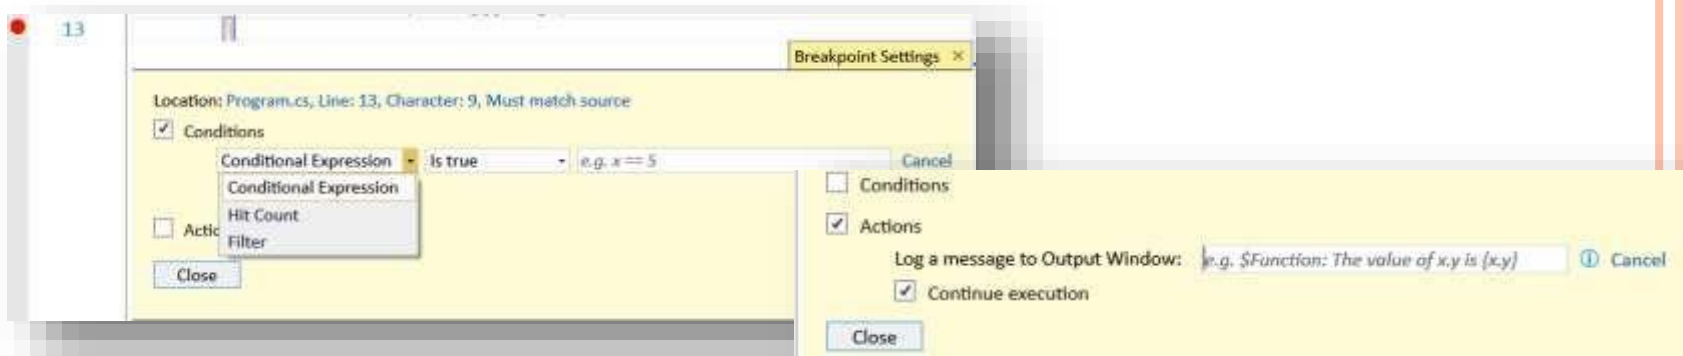 13
Breakpoint Settings ×
Location: Program.cs, Line: 13, Character: 9, Must match source
Conditions
Conditional Expression Is true e.g. x == 5 Cancel
Conditional Expression
Hit Count
Filter
Actic
Close
Conditions
Actions
Log a message to Output Window: e.g. $Function: The value of x.y is {x.y} Cancel
Continue execution
Close